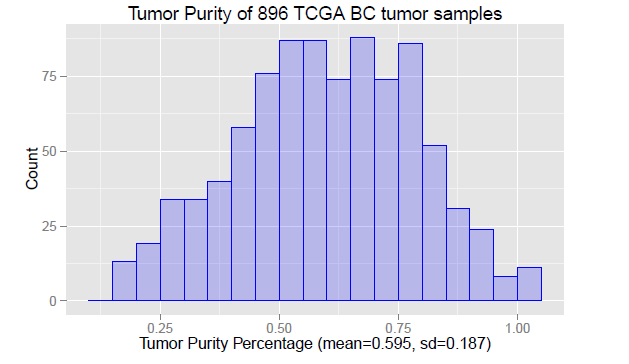 Tumor Purity of 896 TCGA BC tumor samples
75
50
25
0
Count
0.25 0.50 0.75 1.00
Tumor Purity Percentage (mean=0.595, sd=0.187)